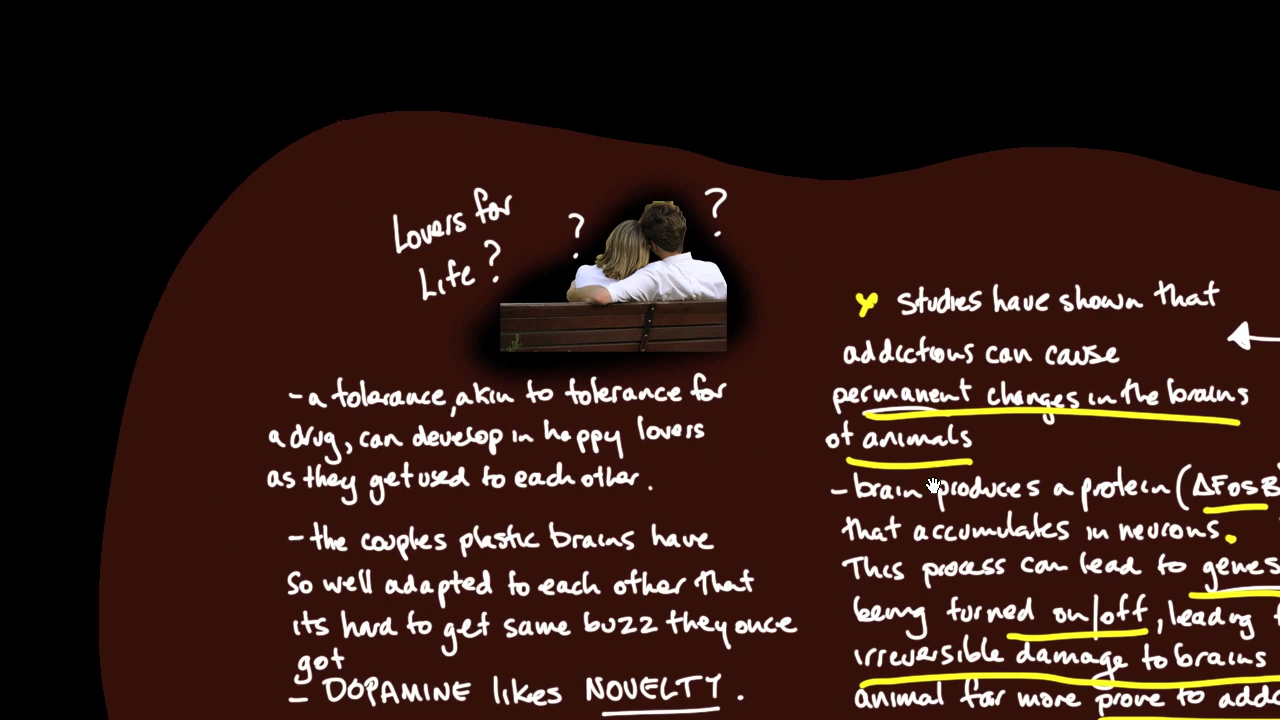 Lovers for
Life?
?
?
- a tolerance, akin to tolerance for
a drug, can develop in happy lovers
as they get used to each other.
- the couples plastic brains have
so well adapted to each other that
its hard to get same buzz they once
got
- DOPAMINE likes NOVELTY.
Studies have shown that
addictions can cause
permanent changes in the brains
of animals
- brain produces a protein (ΔFosB
that accumulates in neurons.
This process can lead to genes
being turned on/off, leading
irreversible damage to brains
animal far more prone to